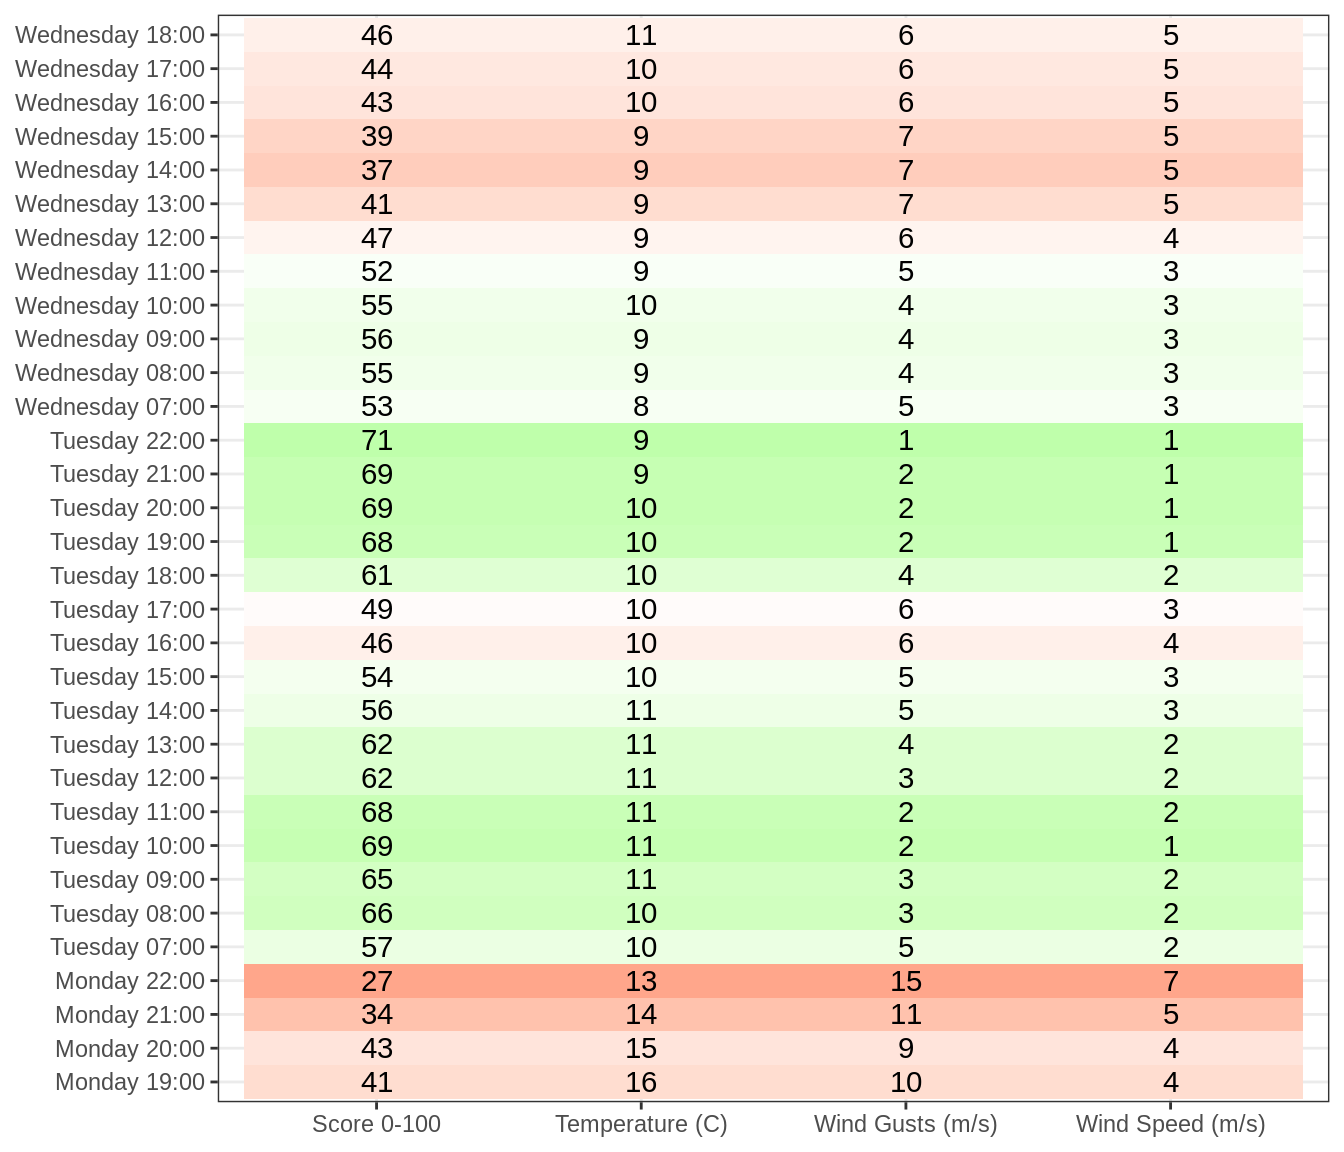 Wednesday 18:00 46 11 6 5
Wednesday 17:00 44 10 6 5
Wednesday 16:00 43 10 6 5
Wednesday 15:00 39 9 7 5
Wednesday 14:00 37 9 7 5
Wednesday 13:00 41 9 7 5
Wednesday 12:00 47 9 6 4
Wednesday 11:00 52 9 5 3
Wednesday 10:00 55 10 4 3
Wednesday 09:00 56 9 4 3
Wednesday 08:00 55 9 4 3
Wednesday 07:00 53 8 5 3
Tuesday 22:00 71 9 1 1
Tuesday 21:00 69 9 2 1
Tuesday 20:00 69 10 2 1
Tuesday 19:00 68 10 2 1
Tuesday 18:00 61 10 4 2
Tuesday 17:00 49 10 6 3
Tuesday 16:00 46 10 6 4
Tuesday 15:00 54 10 5 3
Tuesday 14:00 56 11 5 3
Tuesday 13:00 62 11 4 2
Tuesday 12:00 62 11 3 2
Tuesday 11:00 68 11 2 2
Tuesday 10:00 69 11 2 1
Tuesday 09:00 65 11 3 2
Tuesday 08:00 66 10 3 2
Tuesday 07:00 57 10 5 2
Monday 22:00 27 13 15 7
Monday 21:00 34 14 11 5
Monday 20:00 43 15 9 4
Monday 19:00 41 16 10 4
Score 0-100 Temperature (C) Wind Gusts (m/s) Wind Speed (m/s)